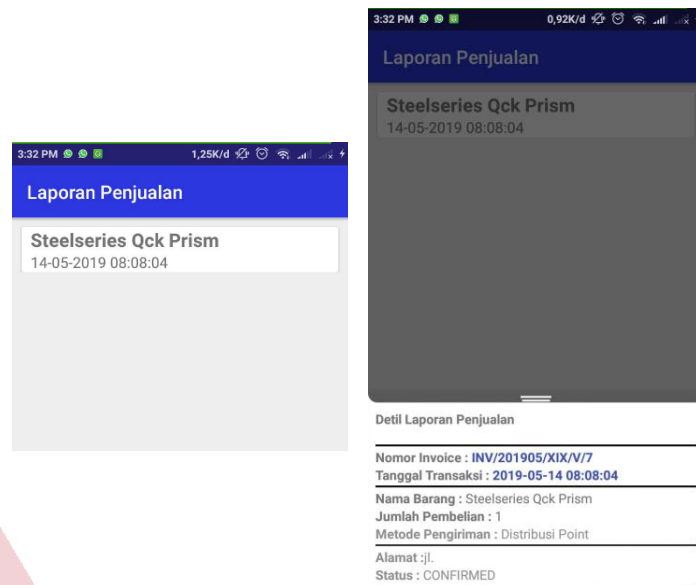 3:32 PM 1,25K/d
Laporan Penjualan
Steelseries Qck Prism
14-05-2019 08:08:04
3:32 PM 0,92K/d
Laporan Penjualan
Steelseries Qck Prism
14-05-2019 08:08:04
Detil Laporan Penjualan
Nomor Invoice : INV/201905/XIX/V/7
Tanggal Transaksi : 2019-05-14 08:08:04
Nama Barang : Steelseries Qck Prism
Jumlah Pembelian : 1
Metode Pengiriman : Distribusi Point
Alamat :jl.
Status : CONFIRMED